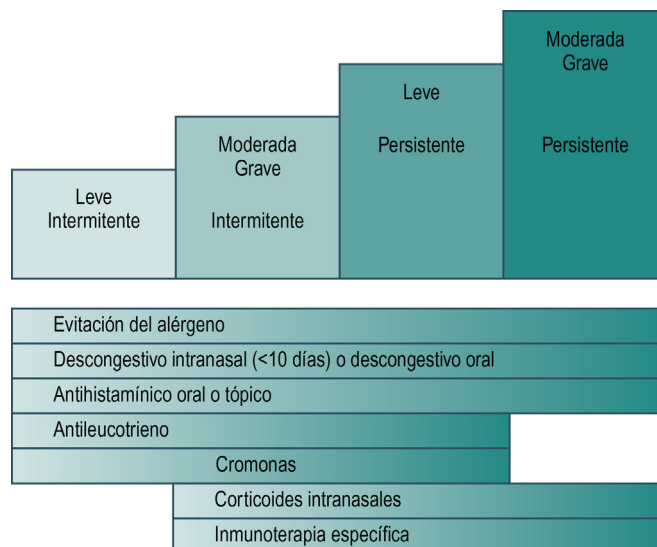 Leve
Intermitente
Moderada
Grave
Intermitente
Leve
Persistente
Moderada
Grave
Persistente
Evitación del alérgeno
Descongestivo intranasal (<10 días) o descongestivo oral
Antihistamínico oral o tópico
Antileucotrieno
Cromonas
Corticoides intranasales
Inmunoterapia específica